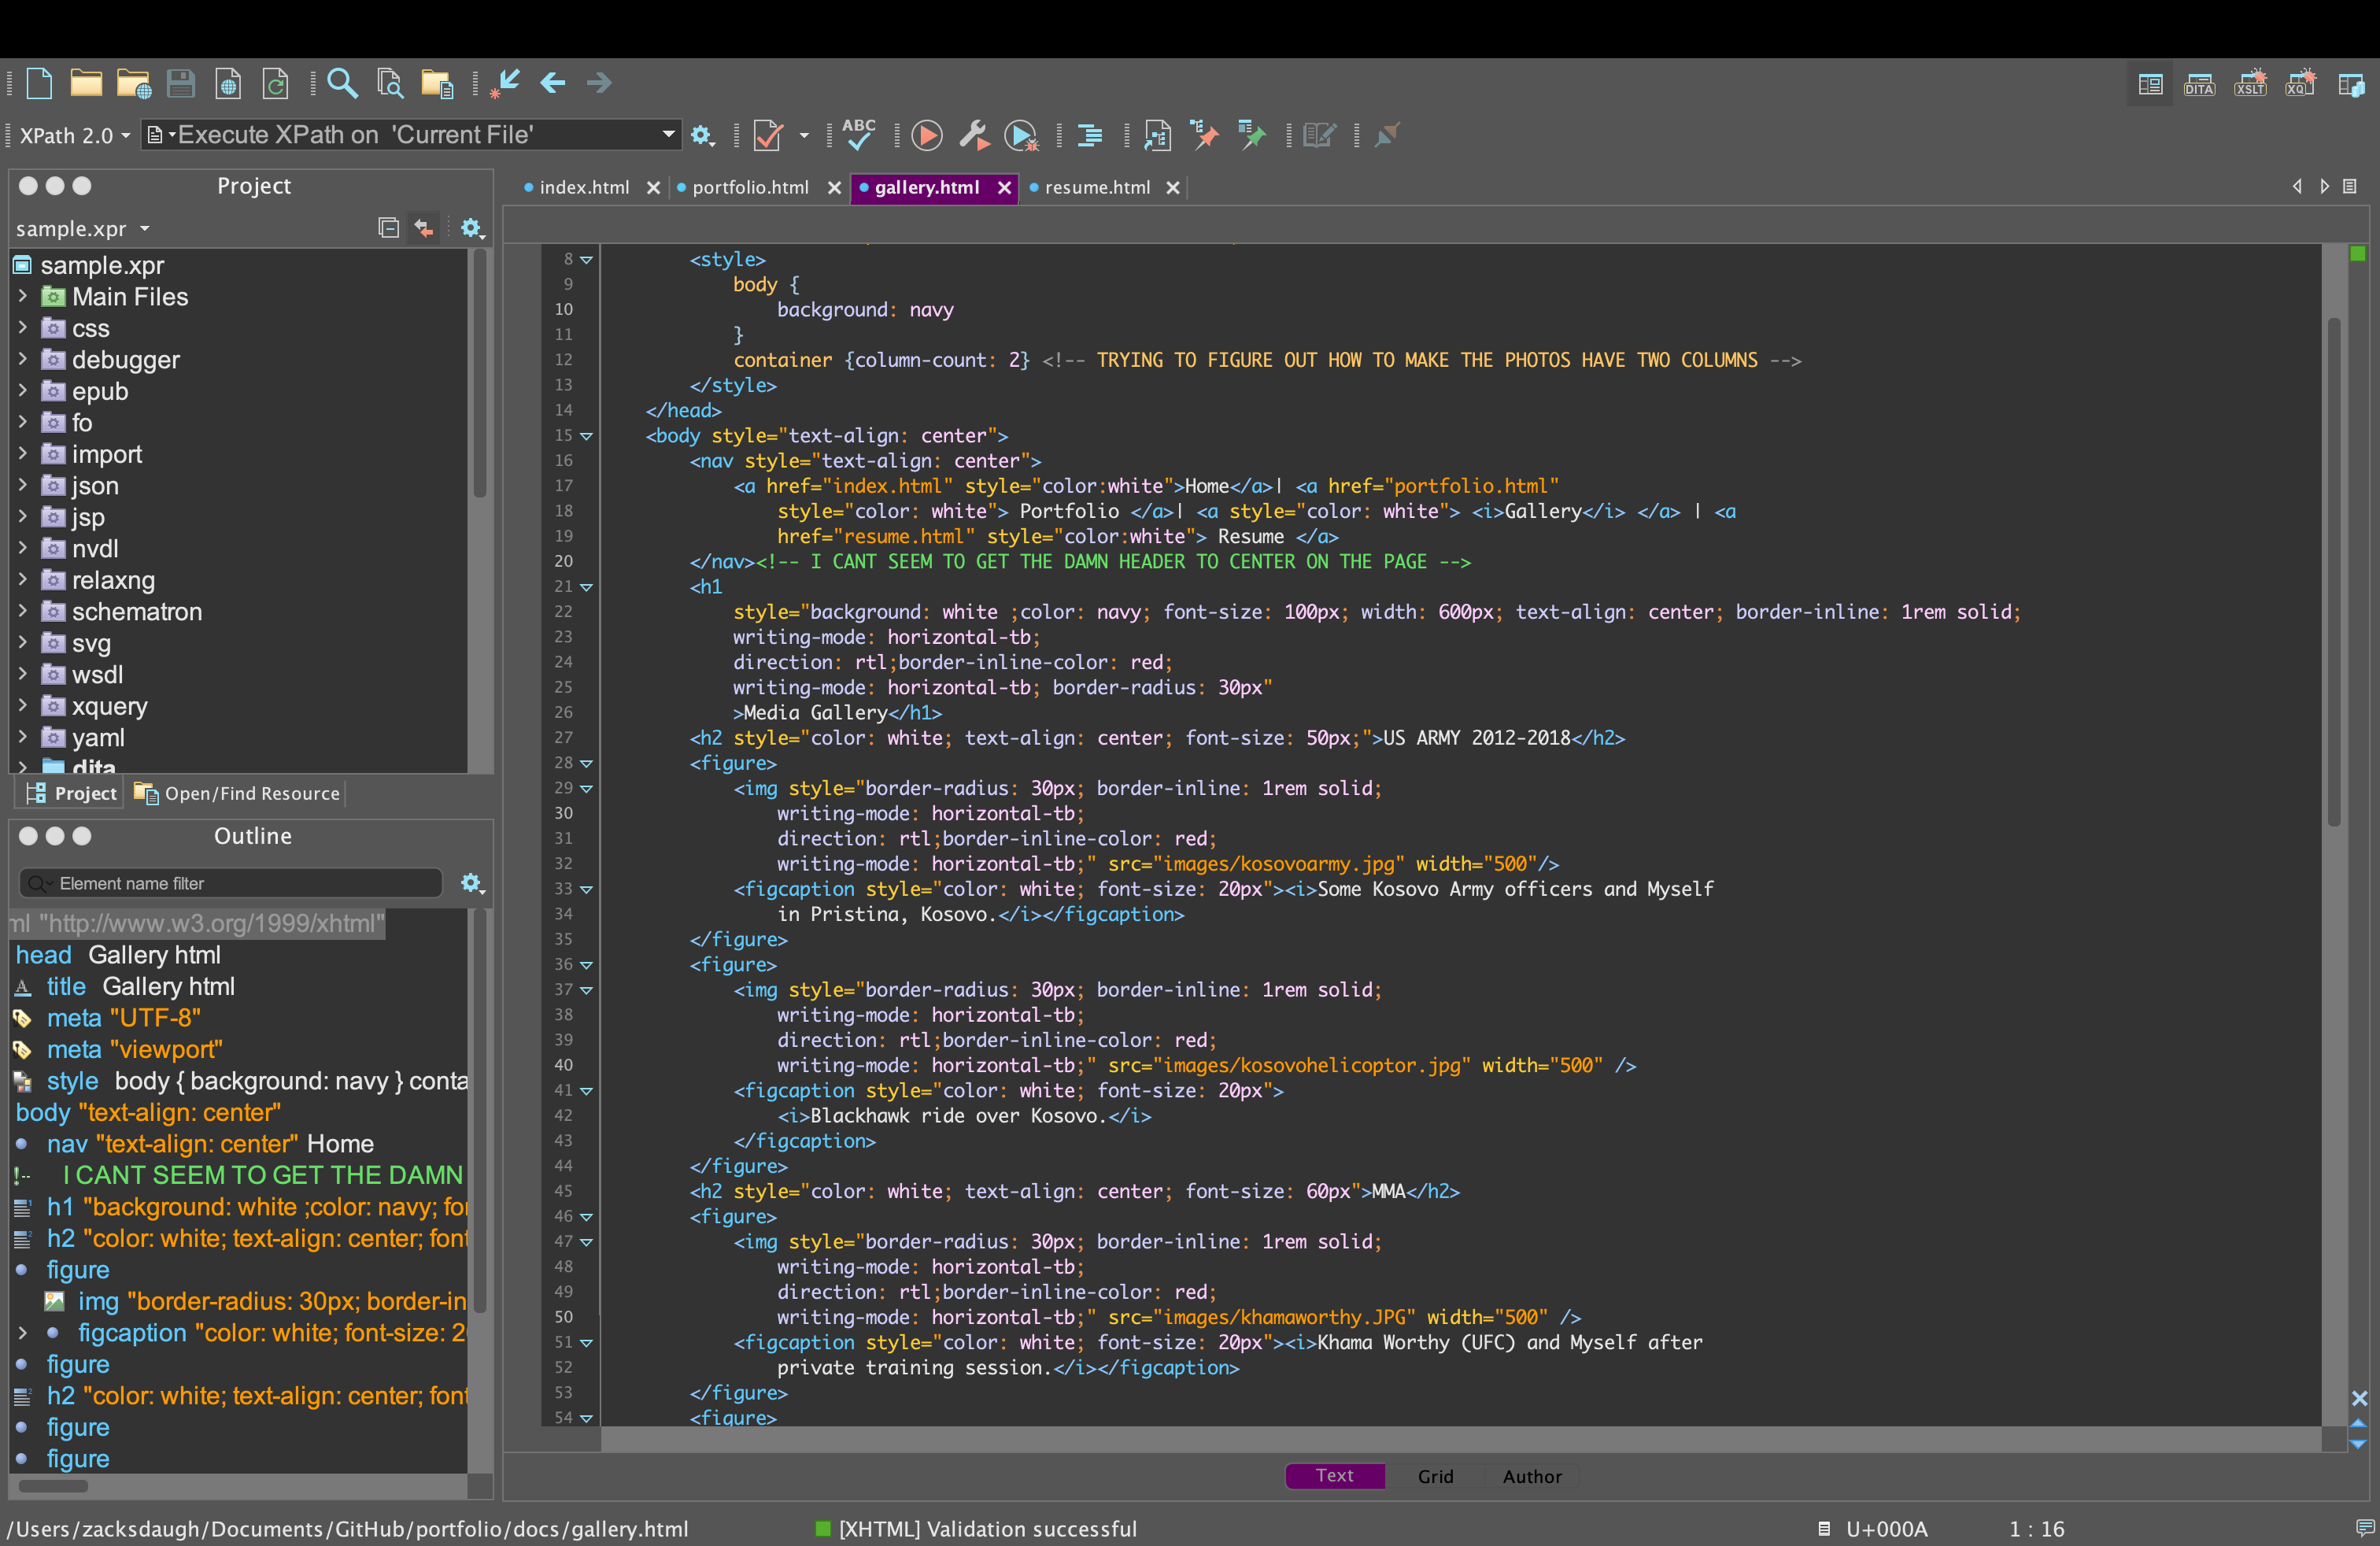 DITA
XSLT
XQ
XPath 2.0
Execute XPath on 'Current File'
ABC
Project
index.html
portfolio.html
gallery.html
resume.html
sample.xpr
sample.xpr
Main Files
css
debugger
epub
fo
import
json
jsp
nvdl
relaxng
schematron
svg
wsdl
xquery
yaml
dita
Project
Open/Find Resource
Outline
Element name filter
ml "http://www.w3.org/1999/xhtml"
head Gallery html
title Gallery html
meta "UTF-8"
meta "viewport"
style body { background: navy } conta
body "text-align: center"
nav "text-align: center" Home
!-- I CANT SEEM TO GET THE DAMN
h1 "background: white ;color: navy; for
h2 "color: white; text-align: center; font
figure
img "border-radius: 30px; border-in
figcaption "color: white; font-size: 2
figure
h2 "color: white; text-align: center; font
figure
figure
8 <style>
9 body {
10 background: navy
11 }
12 container {column-count: 2} <!-- TRYING TO FIGURE OUT HOW TO MAKE THE PHOTOS HAVE TWO COLUMNS -->
13 </style>
14 </head>
15 <body style="text-align: center">
16 <nav style="text-align: center">
17 <a href="index.html" style="color:white">Home</a>| <a href="portfolio.html"
18 style="color: white"> Portfolio </a>| <a style="color: white"> <i>Gallery</i> </a> | <a
19 href="resume.html" style="color:white"> Resume </a>
20 </nav><!-- I CANT SEEM TO GET THE DAMN HEADER TO CENTER ON THE PAGE -->
21 <h1
22 style="background: white ;color: navy; font-size: 100px; width: 600px; text-align: center; border-inline: 1rem solid;
23 writing-mode: horizontal-tb;
24 direction: rtl;border-inline-color: red;
25 writing-mode: horizontal-tb; border-radius: 30px"
26 >Media Gallery</h1>
27 <h2 style="color: white; text-align: center; font-size: 50px;">US ARMY 2012-2018</h2>
28 <figure>
29 <img style="border-radius: 30px; border-inline: 1rem solid;
30 writing-mode: horizontal-tb;
31 direction: rtl;border-inline-color: red;
32 writing-mode: horizontal-tb;" src="images/kosovoarmy.jpg" width="500"/>
33 <figcaption style="color: white; font-size: 20px"><i>Some Kosovo Army officers and Myself
34 in Pristina, Kosovo.</i></figcaption>
35 </figure>
36 <figure>
37 <img style="border-radius: 30px; border-inline: 1rem solid;
38 writing-mode: horizontal-tb;
39 direction: rtl;border-inline-color: red;
40 writing-mode: horizontal-tb;" src="images/kosovohelicoptor.jpg" width="500" />
41 <figcaption style="color: white; font-size: 20px">
42 <i>Blackhawk ride over Kosovo.</i>
43 </figcaption>
44 </figure>
45 <h2 style="color: white; text-align: center; font-size: 60px">MMA</h2>
46 <figure>
47 <img style="border-radius: 30px; border-inline: 1rem solid;
48 writing-mode: horizontal-tb;
49 direction: rtl;border-inline-color: red;
50 writing-mode: horizontal-tb;" src="images/khamaworthy.JPG" width="500" />
51 <figcaption style="color: white; font-size: 20px"><i>Khama Worthy (UFC) and Myself after
52 private training session.</i></figcaption>
53 </figure>
54 <figure>
Text
Grid
Author
/Users/zacksdaugh/Documents/GitHub/portfolio/docs/gallery.html
[XHTML] Validation successful
U+000A
1 : 16